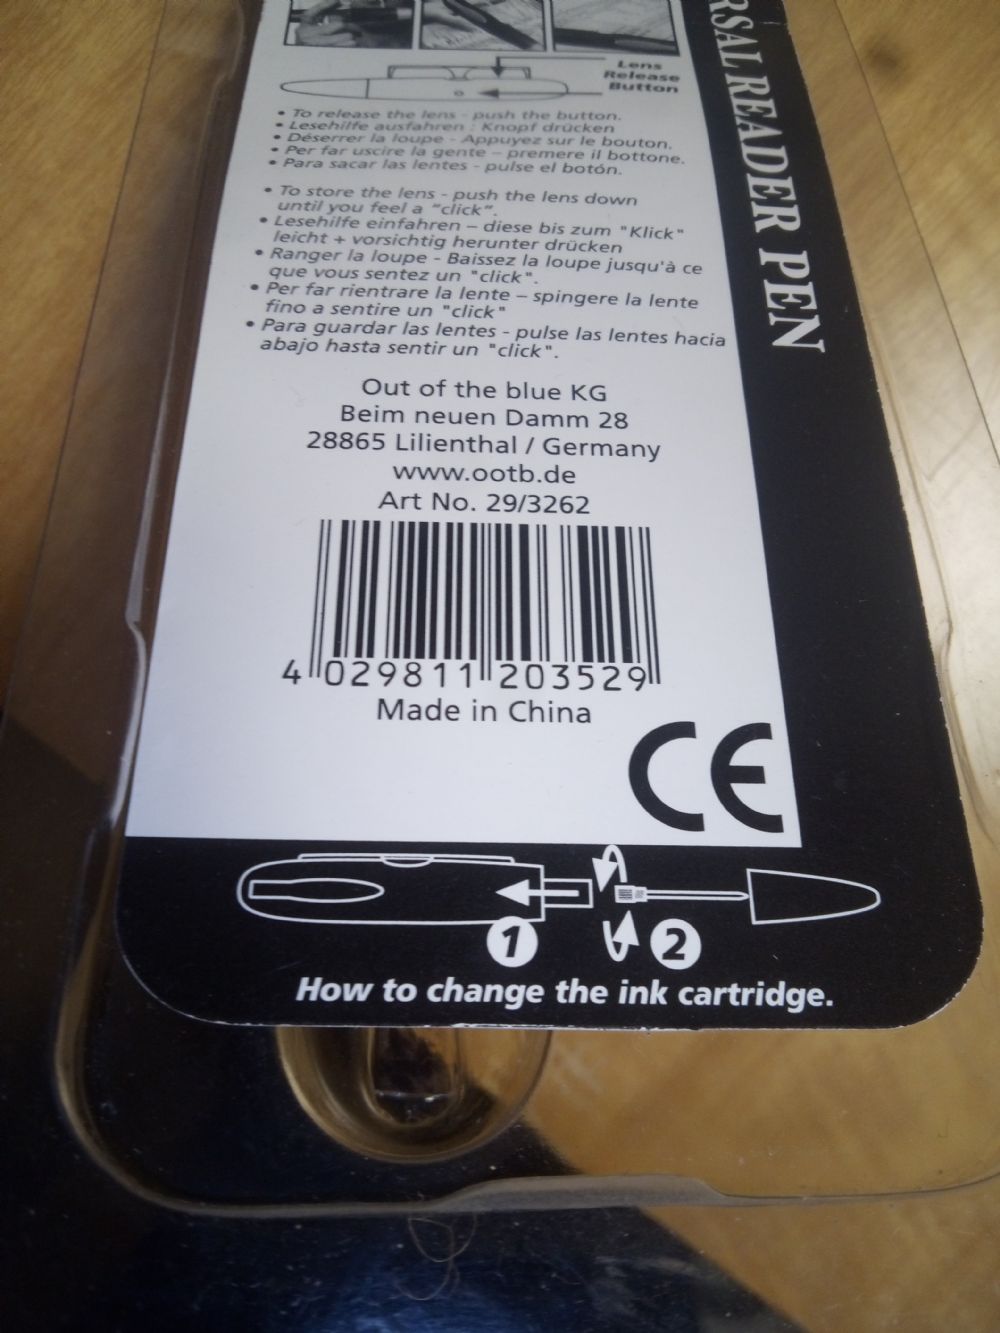 RSAL READER PEN
Lens
Release
Button
• To release the lens - push the button.
• Lesehilfe ausfahren : Knopf drücken
• Déserrer la loupe - Appuyez sur le bouton.
• Per far uscire la gente – premere il bottone.
• Para sacar las lentes - pulse el botón.
• To store the lens - push the lens down
until you feel a "click".
• Lesehilfe einfahren – diese bis zum "Klick"
leicht + vorsichtig herunter drücken
• Ranger la loupe - Baissez la loupe jusqu'à ce
que vous sentez un "click".
• Per far rientrare la lente – spingere la lente
fino a sentire un "click"
• Para guardar las lentes - pulse las lentes hacia
abajo hasta sentir un "click".
Out of the blue KG
Beim neuen Damm 28
28865 Lilienthal / Germany
www.ootb.de
Art No. 29/3262
4 029811 203529
Made in China
CE
1 2
How to change the ink cartridge.